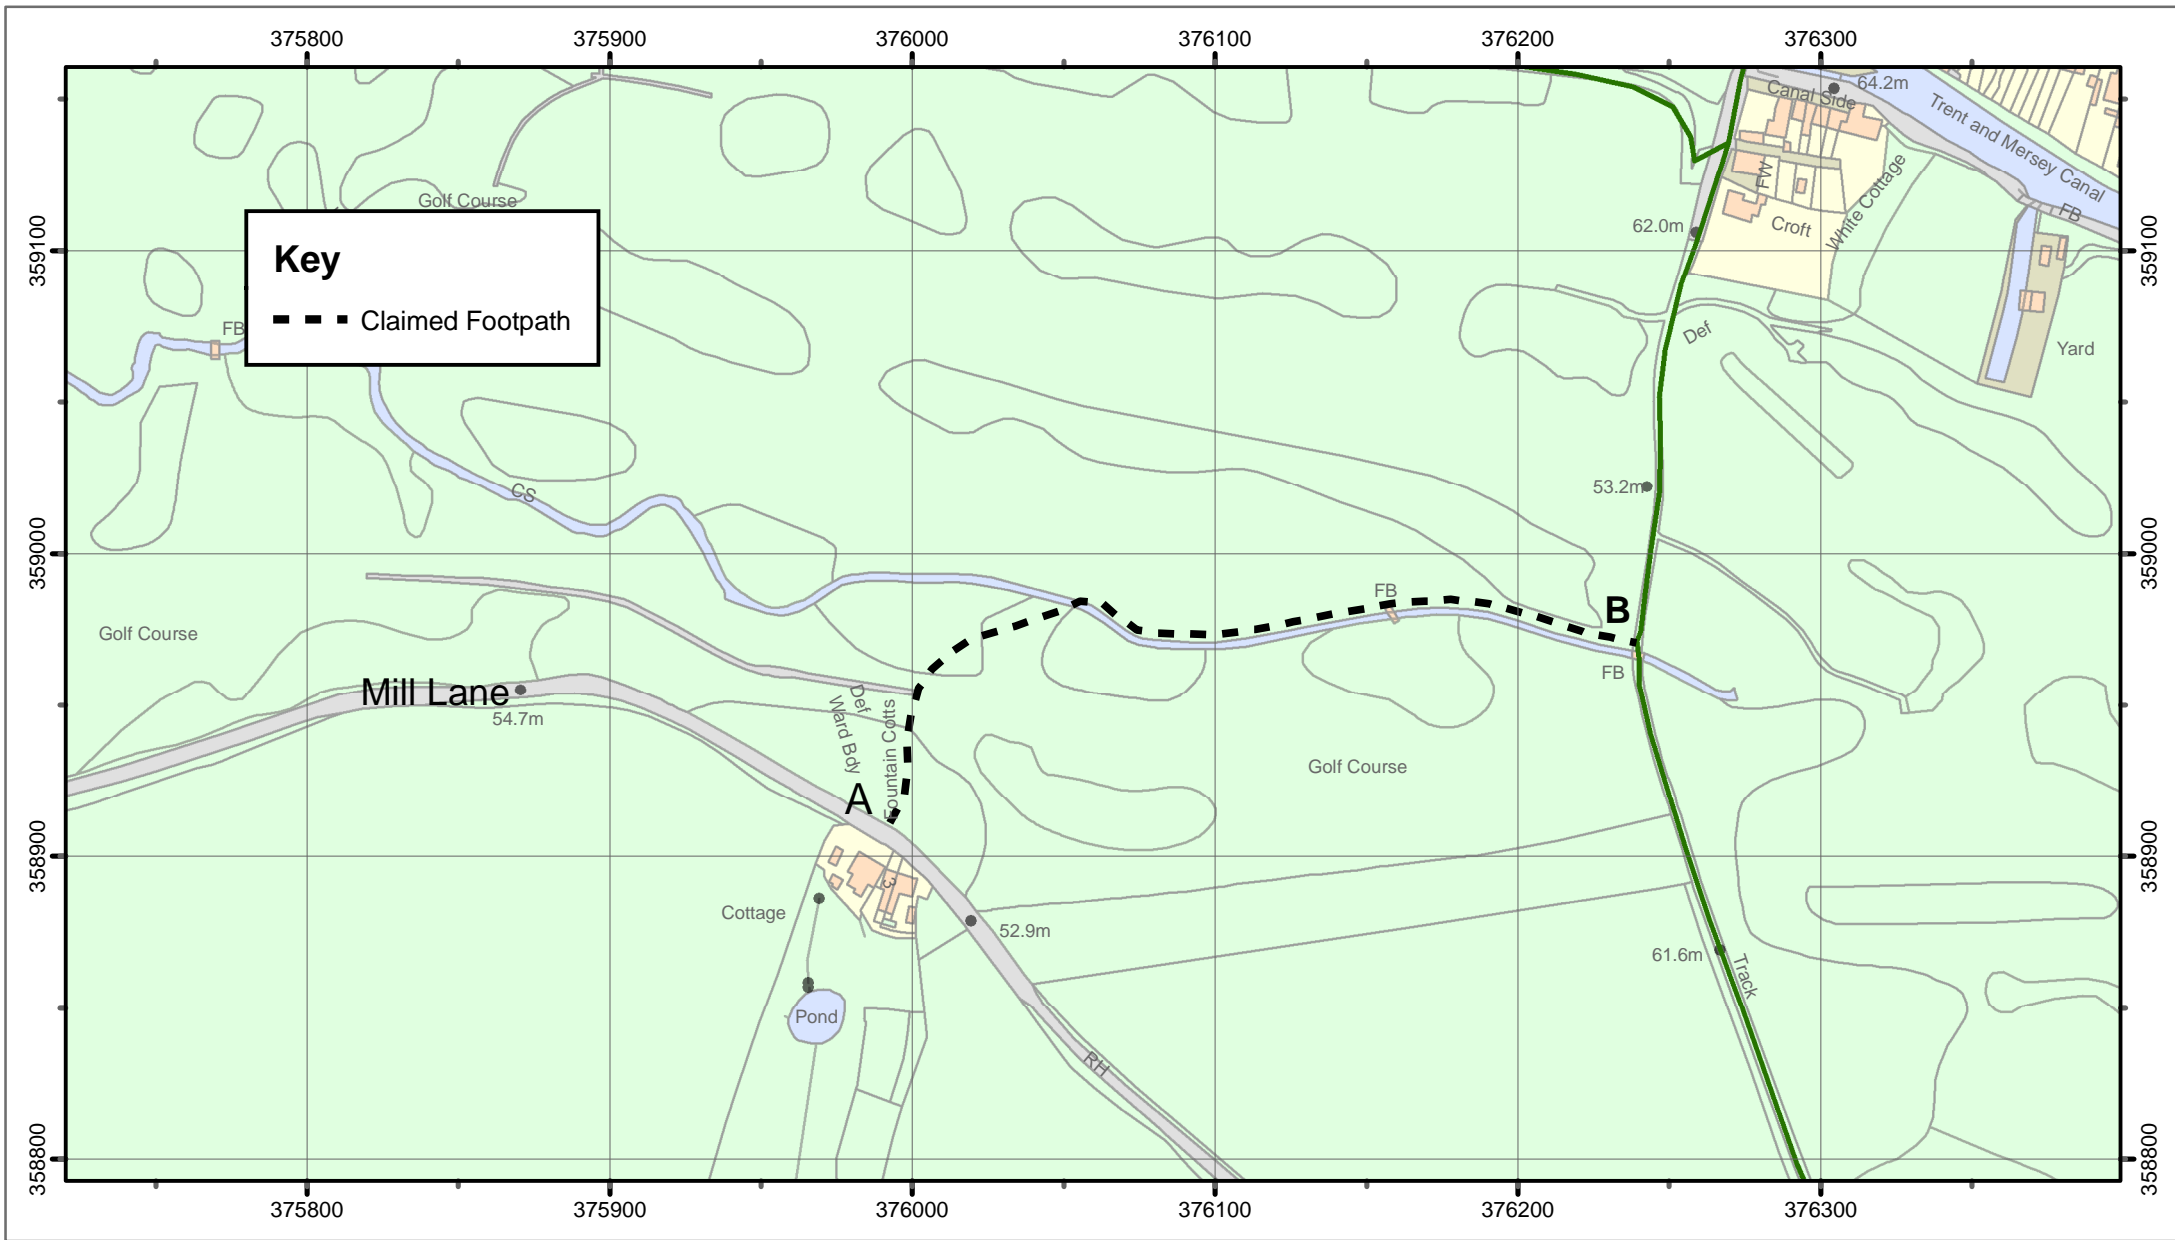 375800 375900 376000 376100 376200 376300
64.2m
Canal Side
Trent and Mersey Canal
FW
White Cottage
Golf Course
FB
62.0m
Croft
359100
359100
Key
Claimed Footpath
FB
Def
Yard
CS
53.2m
359000
359000
FB
B
Golf Course
FB
Mill Lane
54.7m
Def
Ward Bdy
Fountain Cotts
Golf Course
A
358900
358900
3
Cottage
52.9m
61.6m
Track
Pond
RH
358800
358800
375800 375900 376000 376100 376200 376300